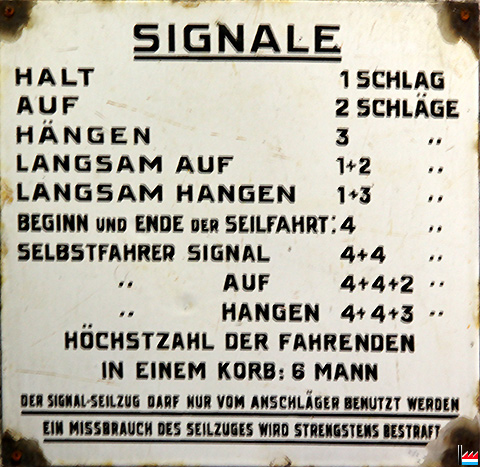 SIGNALE
HALT 1 SCHLAG
AUF 2 SCHLÄGE
HÄNGEN 3 „
LANGSAM AUF 1+2 „
LANGSAM HANGEN 1+3 „
BEGINN UND ENDE DER SEILFAHRT: 4 „
SELBSTFAHRER SIGNAL 4+4 „
„ AUF 4+4+2 „
„ HANGEN 4+4+3 „
HÖCHSTZAHL DER FAHRENDEN
IN EINEM KORB: 6 MANN
DER SIGNAL-SEILZUG DARF NUR VOM ANSCHLÄGER BENUTZT WERDEN
EIN MISSBRAUCH DES SEILZUGES WIRD STRENGSTENS BESTRAFT